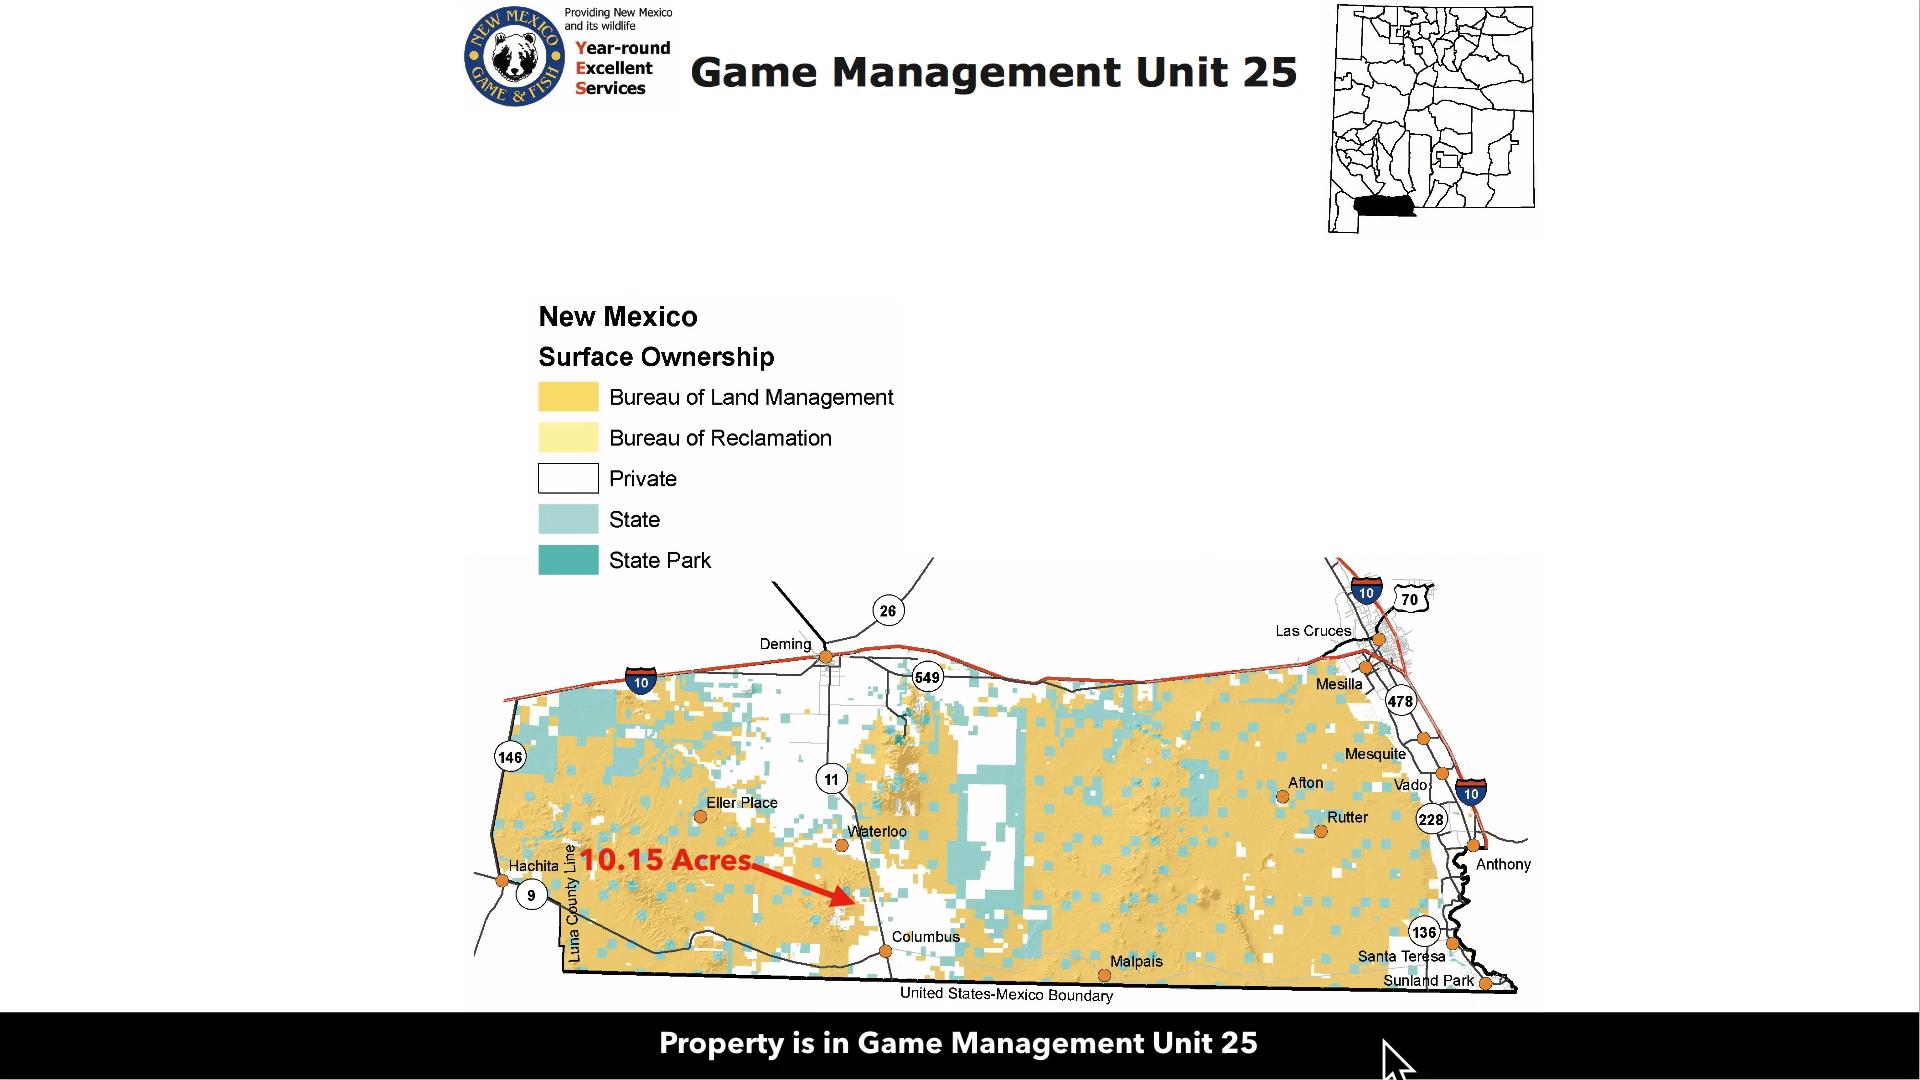 NEW MEXICO
GAME & FISH
Providing New Mexico
and its wildlife
Year-round
Excellent
Services
Game Management Unit 25
New Mexico
Surface Ownership
Bureau of Land Management
Bureau of Reclamation
Private
State
State Park
26
10
70
Las Cruces
Deming
549
10
Mesilla
478
146
Mesquite
11
Afton
Vado
10
Eller Place
Rutter
228
Waterloo
10.15 Acres
Hachita
Anthony
9
Luna County Line
136
Columbus
Santa Teresa
Malpais
Sunland Park
United States-Mexico Boundary
Property is in Game Management Unit 25